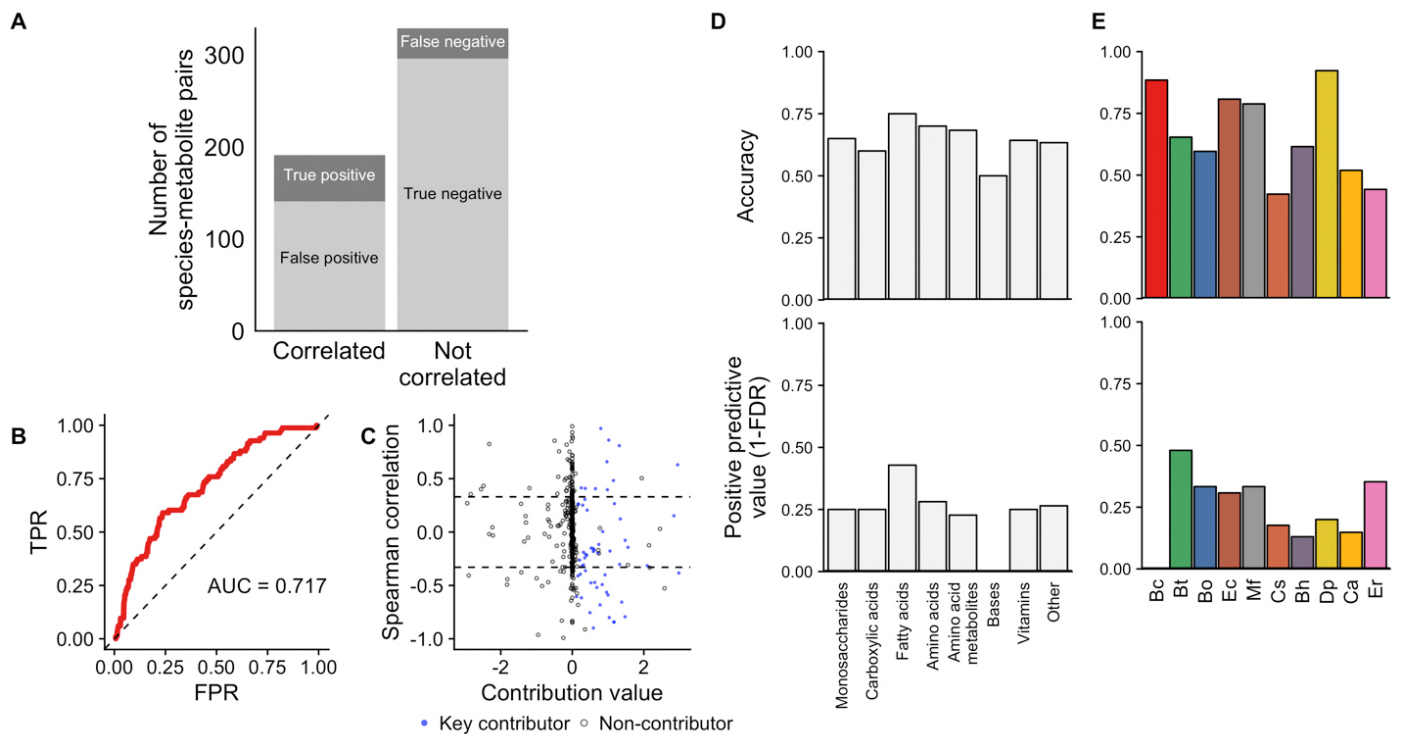 A
Number of
species-metabolite pairs
300
200
100
0
False negative
True positive
True negative
False positive
Correlated
Not
correlated
B
TPR
1.00
0.75
0.50
0.25
0.00
AUC = 0.717
0.00 0.25 0.50 0.75 1.00
FPR
C
Spearman correlation
1.0
0.5
0.0
-0.5
-1.0
-2 0 2
Contribution value
Key contributor Non-contributor
D
Accuracy
1.00
0.75
0.50
0.25
0.00
Positive predictive
value (1-FDR)
1.00
0.75
0.50
0.25
0.00
Monosaccharides
Carboxylic acids
Fatty acids
Amino acids
Amino acid
metabolites
Bases
Vitamins
Other
E
1.00
0.75
0.50
0.25
0.00
1.00
0.75
0.50
0.25
0.00
Bc
Bt
Bo
Ec
Mf
Cs
Bh
Dp
Ca
Er